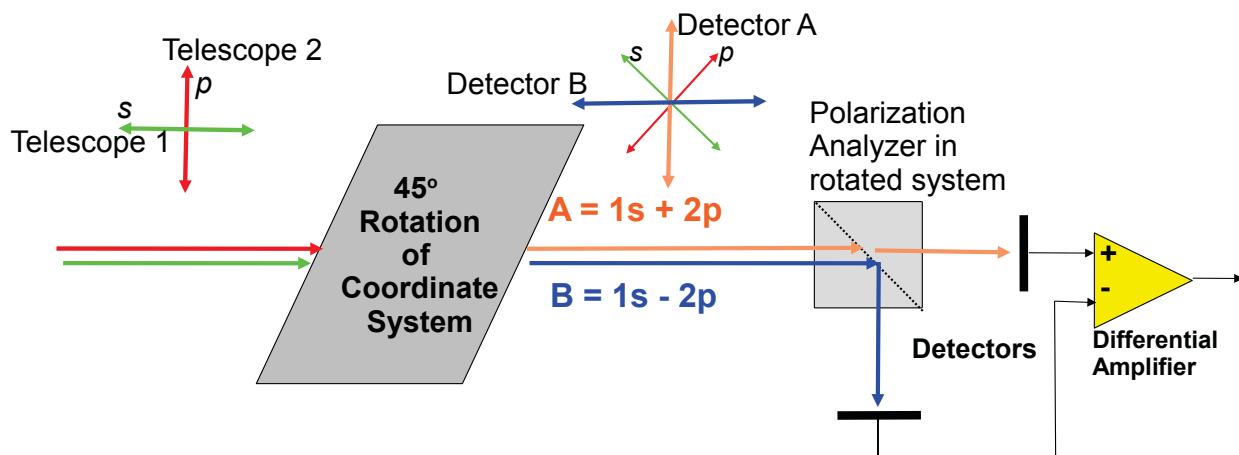 Telescope 2
p
s
Telescope 1
45º
Rotation
of
Coordinate
System
Detector A
s
p
Detector B
A = 1s + 2p
B = 1s - 2p
Polarization
Analyzer in
rotated system
+
-
Detectors
Differential
Amplifier